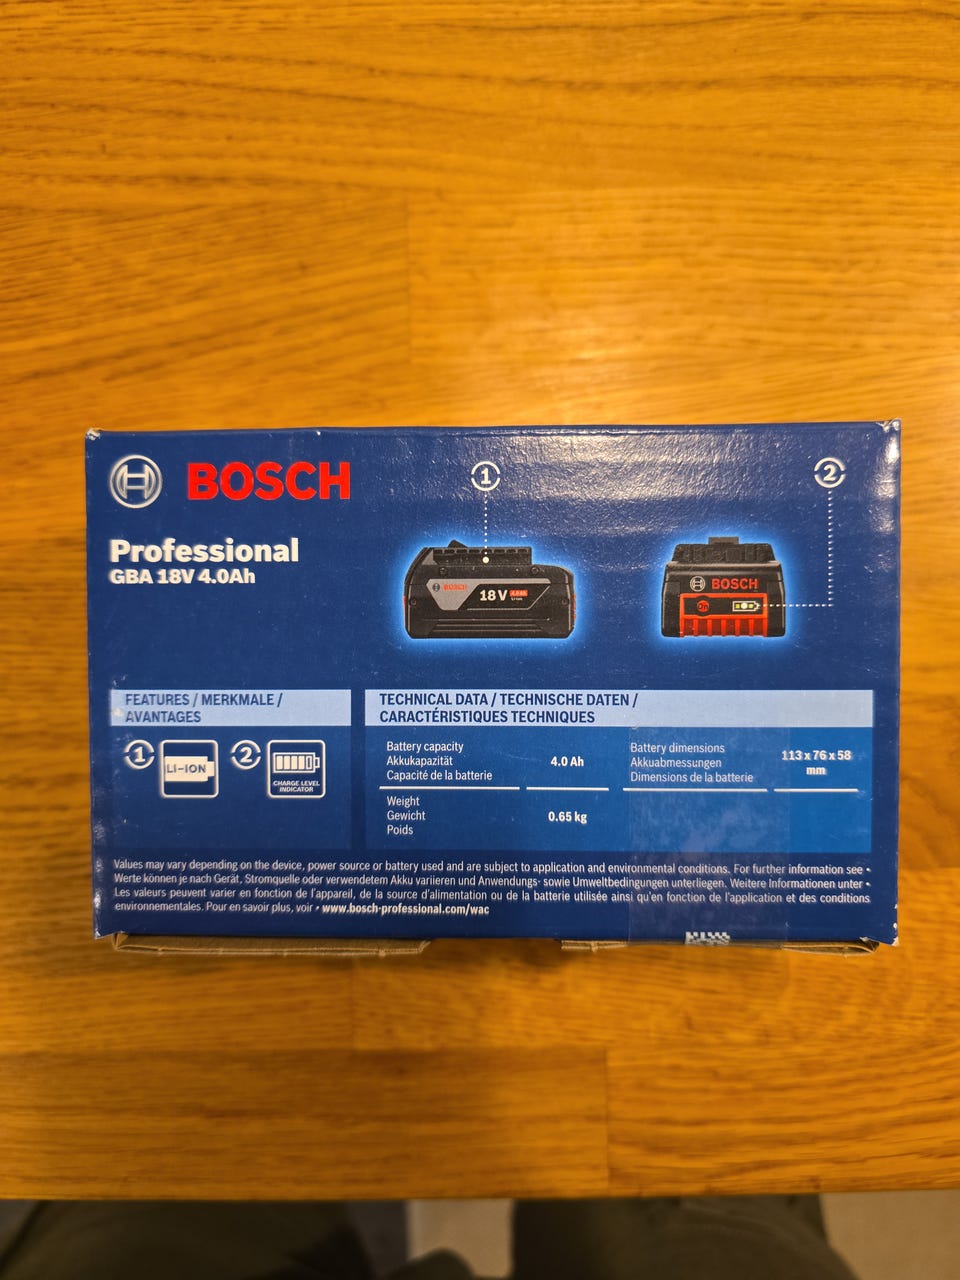 BOSCH
Professional
GBA 18V 4.0Ah
1
2
BOSCH
18V 4.0Ah
Li-Ion
BOSCH
FEATURES / MERKMALE /
AVANTAGES
1
LI-ION
2
CHARGE LEVEL
INDICATOR
TECHNICAL DATA / TECHNISCHE DATEN /
CARACTÉRISTIQUES TECHNIQUES
Battery capacity
Akkukapazität
Capacité de la batterie
4.0 Ah
Battery dimensions
Akkuabmessungen
Dimensions de la batterie
113 x 76 x 58
mm
Weight
Gewicht
Poids
0.65 kg
Values may vary depending on the device, power source or battery used and are subject to application and environmental conditions. For further information see •
Werte können je nach Gerät, Stromquelle oder verwendetem Akku variieren und Anwendungs- sowie Umweltbedingungen unterliegen. Weitere Informationen unter •
Les valeurs peuvent varier en fonction de l'appareil, de la source d'alimentation ou de la batterie utilisée ainsi qu'en fonction de l'application et des conditions
environnementales. Pour en savoir plus, voir • www.bosch-professional.com/wac